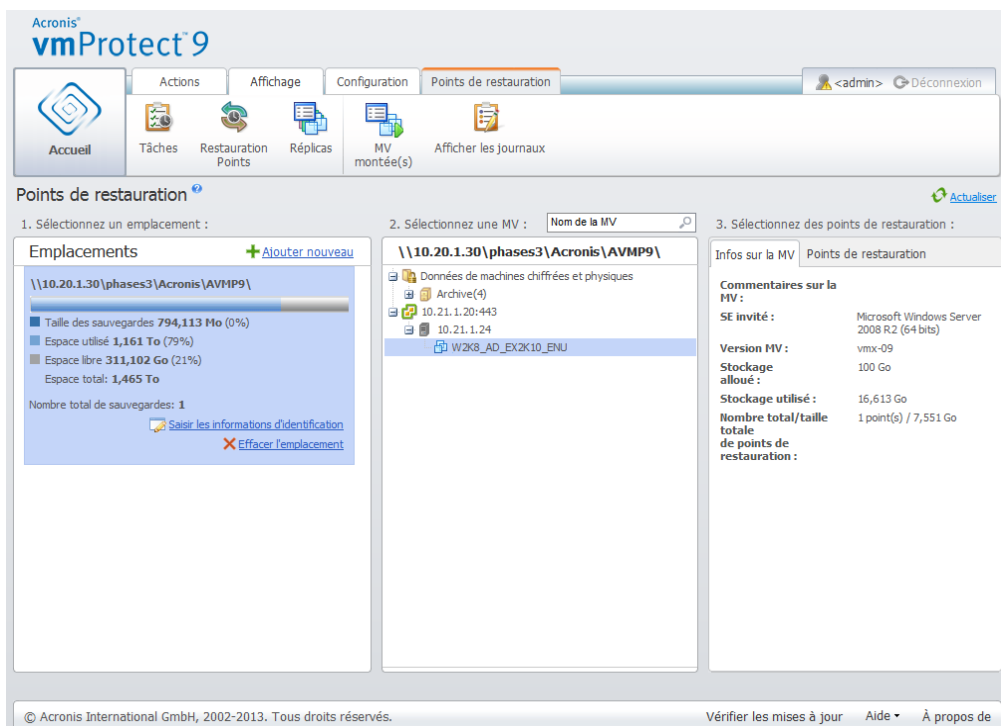 Acronis®
vmProtect™ 9
Actions
Affichage
Configuration
Points de restauration
<admin>
Déconnexion
Accueil
Tâches
Restauration
Points
Réplicas
MV
montée(s)
Afficher les journaux
Points de restauration ?
Actualiser
1. Sélectionnez un emplacement :
Emplacements
Ajouter nouveau
\\10.20.1.30\phases3\Acronis\AVMP9\
Taille des sauvegardes 794,113 Mo (0%)
Espace utilisé 1,161 To (79%)
Espace libre 311,102 Go (21%)
Espace total: 1,465 To
Nombre total de sauvegardes: 1
Saisir les informations d'identification
Effacer l'emplacement
2. Sélectionnez une MV :
Nom de la MV
\\10.20.1.30\phases3\Acronis\AVMP9\
Données de machines chiffrées et physiques
Archive(4)
10.21.1.20:443
10.21.1.24
W2K8_AD_EX2K10_ENU
3. Sélectionnez des points de restauration :
Infos sur la MV
Points de restauration
Commentaires sur la
MV :
SE invité :
Microsoft Windows Server
2008 R2 (64 bits)
Version MV :
vmx-09
Stockage
alloué :
100 Go
Stockage utilisé :
16,613 Go
Nombre total/taille
totale
de points de
restauration :
1 point(s) / 7,551 Go
© Acronis International GmbH, 2002-2013. Tous droits réservés.
Vérifier les mises à jour
Aide
À propos de